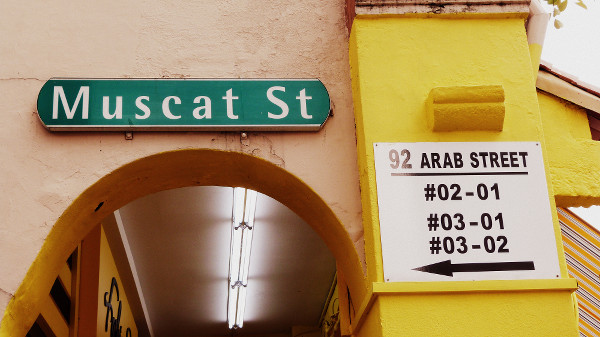 Muscat St
92 ARAB STREET
#02-01
#03-01
#03-02